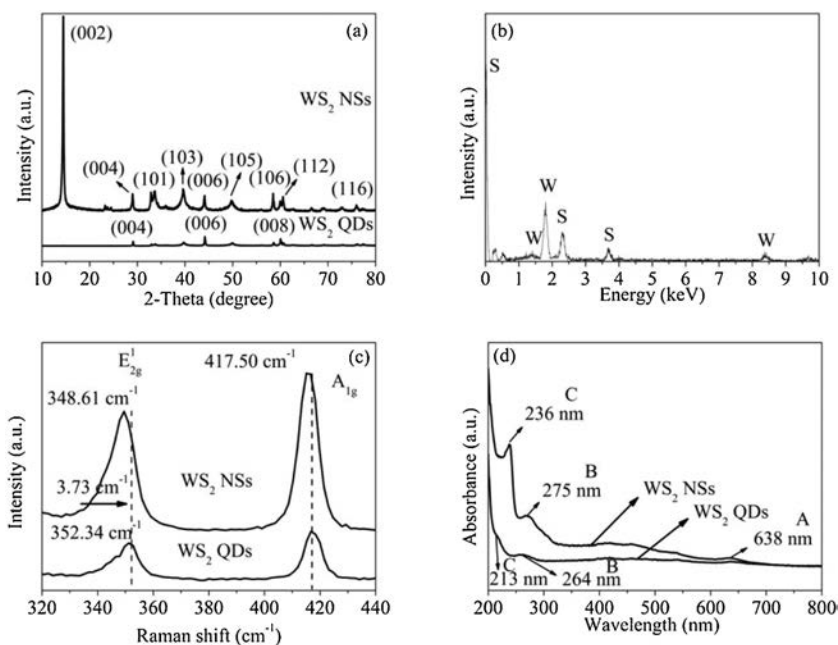 (a)
(002)
WS₂ NSs
(103)
(004)
(101)
(006)
(105)
(106)
(112)
(116)
WS₂ QDs
(004)
(006)
(008)
10 20 30 40 50 60 70 80
2-Theta (degree)
Intensity (a.u.)
(b)
S
W
W
S
S
W
0 1 2 3 4 5 6 7 8 9 10
Energy (keV)
Intensity (a.u.)
(c)
E¹₂g
417.50 cm⁻¹
A₁g
348.61 cm⁻¹
WS₂ NSs
3.73 cm⁻¹
352.34 cm⁻¹
WS₂ QDs
320 340 360 380 400 420 440
Raman shift (cm⁻¹)
Intensity (a.u.)
(d)
C
236 nm
B
275 nm
WS₂ NSs
WS₂ QDs
A
638 nm
C
213 nm
B
264 nm
200 300 400 500 600 700 800
Wavelength (nm)
Absorbance (a.u.)